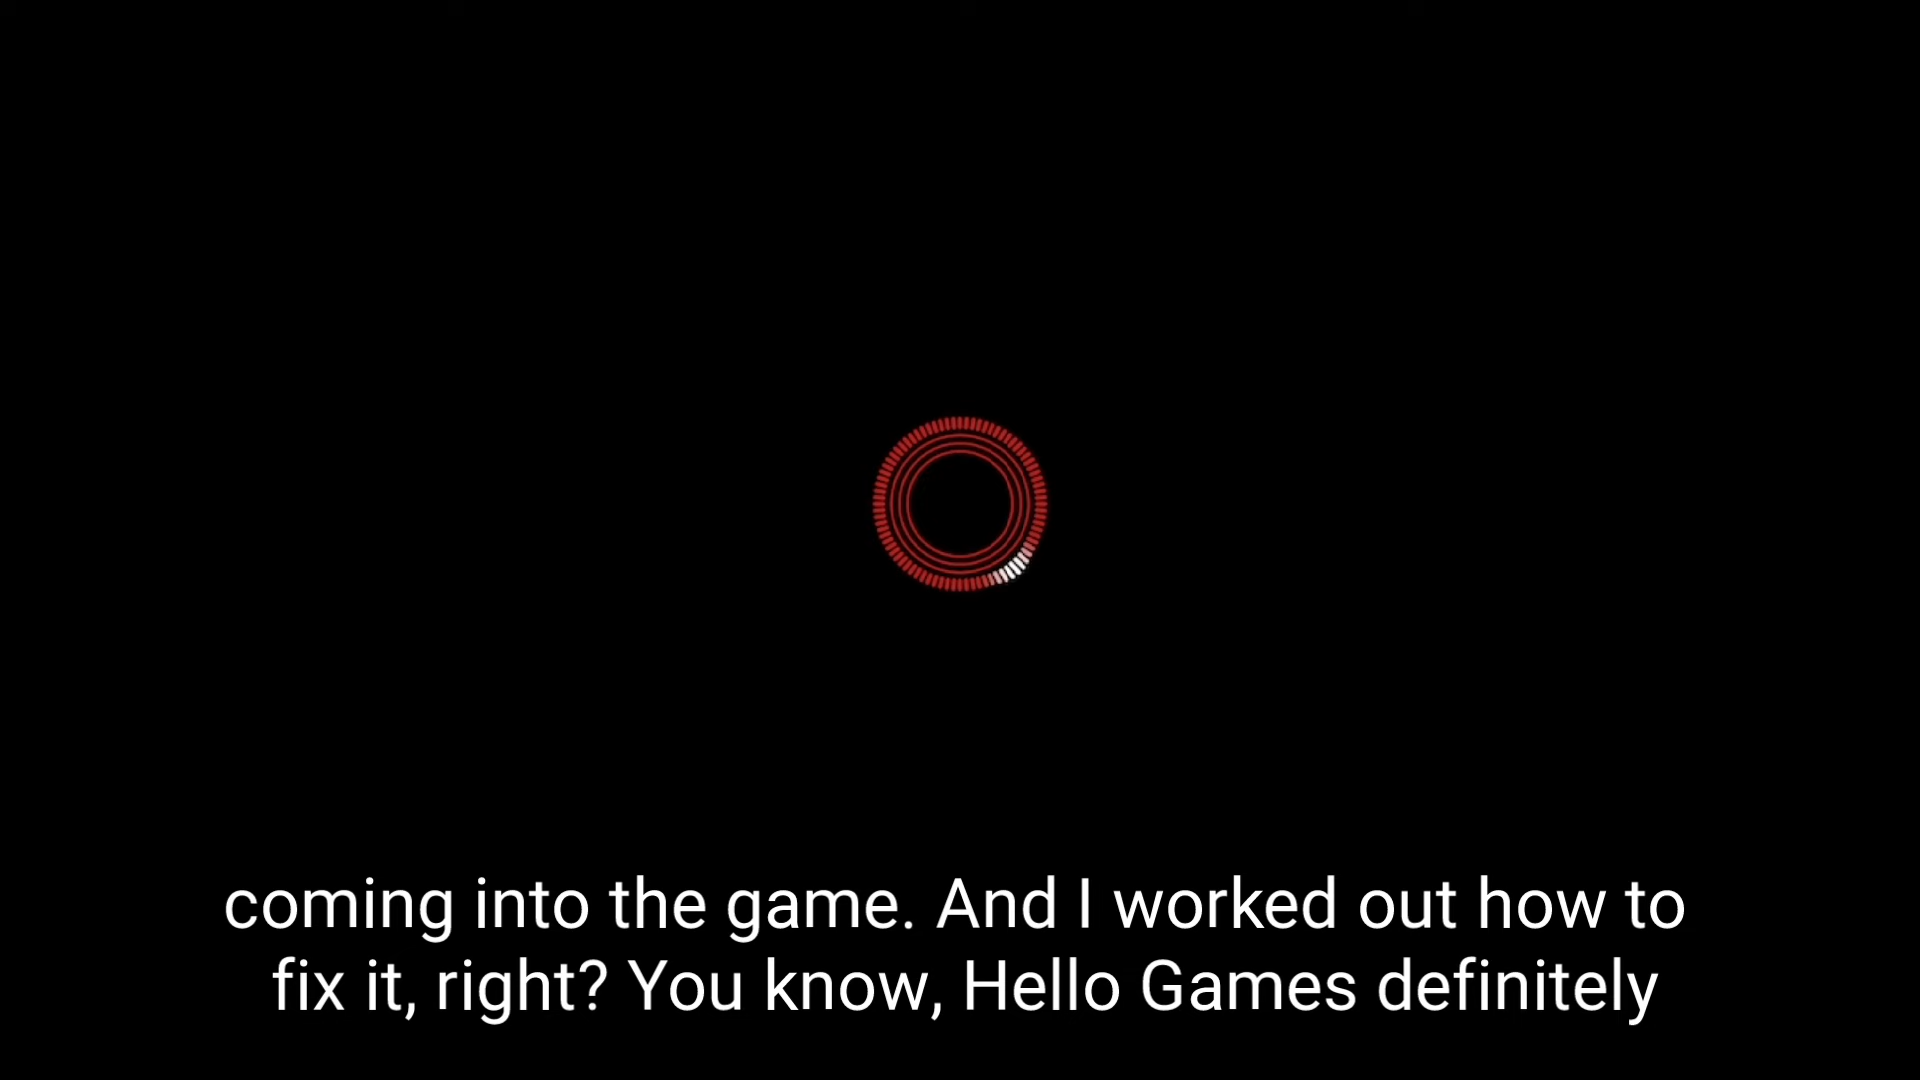 coming into the game. And I worked out how to
fix it, right? You know, Hello Games definitely